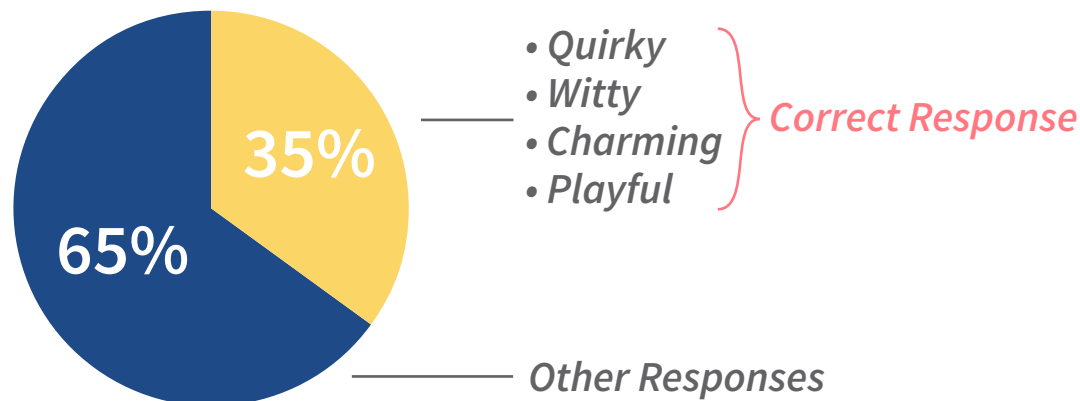 35%
65%
• Quirky
• Witty
• Charming
• Playful
Correct Response
Other Responses